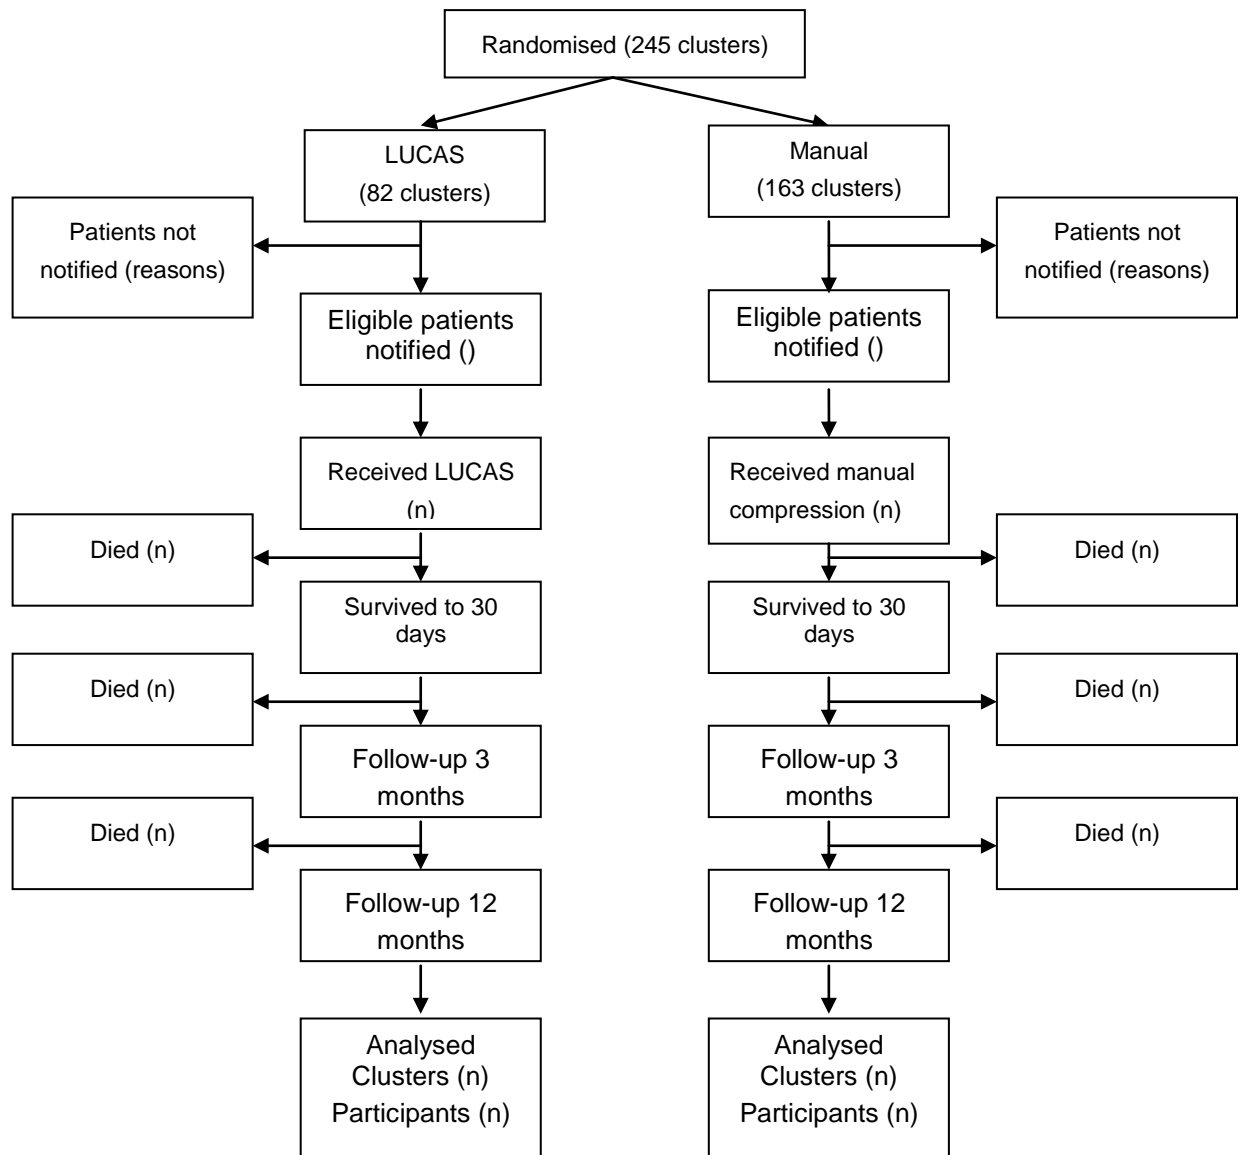 Randomised (245 clusters)
LUCAS
(82 clusters)
Manual
(163 clusters)
Patients not
notified (reasons)
Patients not
notified (reasons)
Eligible patients
notified ()
Eligible patients
notified ()
Received LUCAS
(n)
Received manual
compression (n)
Died (n)
Died (n)
Survived to 30
days
Survived to 30
days
Died (n)
Died (n)
Follow-up 3
months
Follow-up 3
months
Died (n)
Died (n)
Follow-up 12
months
Follow-up 12
months
Analysed
Clusters (n)
Participants (n)
Analysed
Clusters (n)
Participants (n)